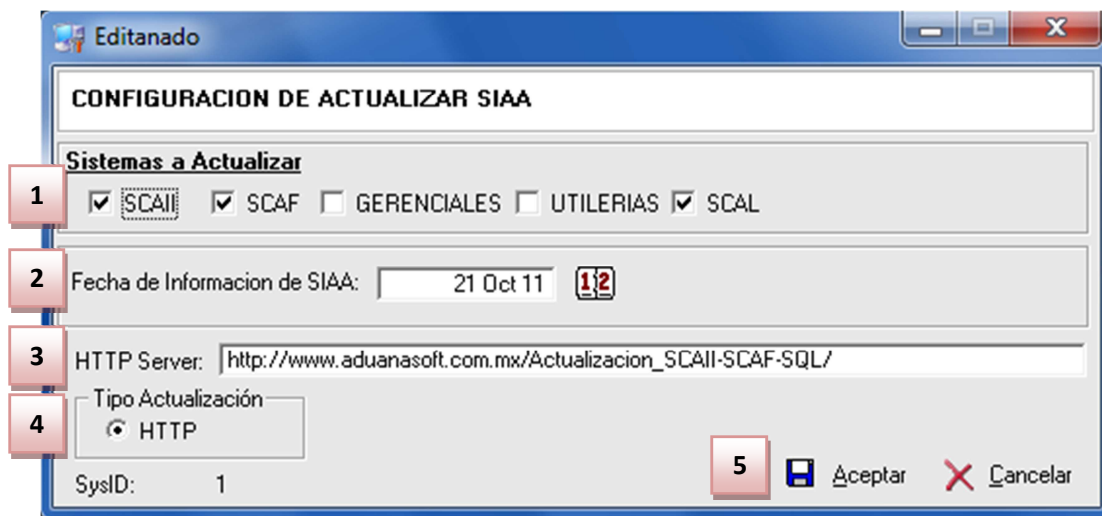 Editanado
CONFIGURACION DE ACTUALIZAR SIAA
Sistemas a Actualizar
1
SCAII SCAF GERENCIALES UTILERIAS SCAL
2
Fecha de Informacion de SIAA: 21 Oct 11 12
3
HTTP Server: http://www.aduanasoft.com.mx/Actualizacion_SCAII-SCAF-SQL/
Tipo Actualización
4
HTTP
5
Aceptar Cancelar
SysID: 1